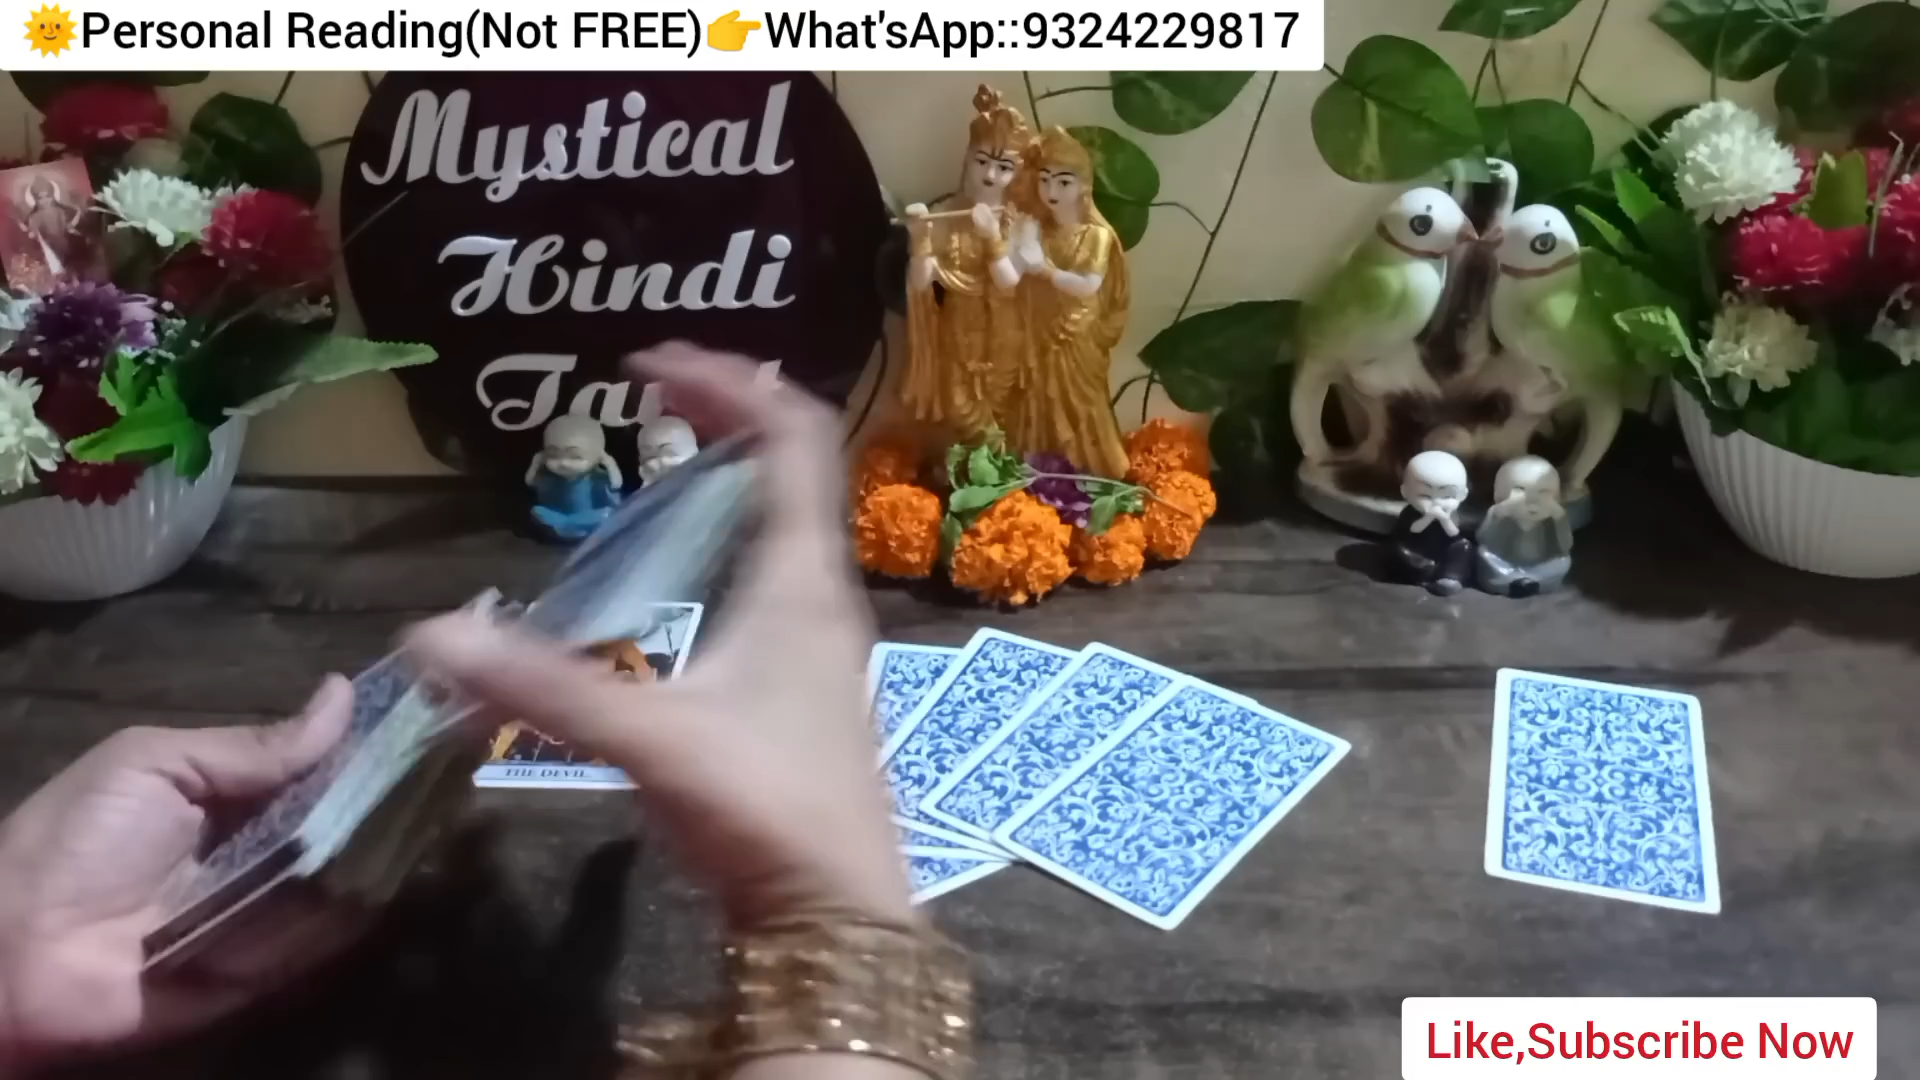 🌞Personal Reading(Not FREE)👉What'sApp::9324229817
Mystical
Hindi
THE DEVIL.
Like,Subscribe Now